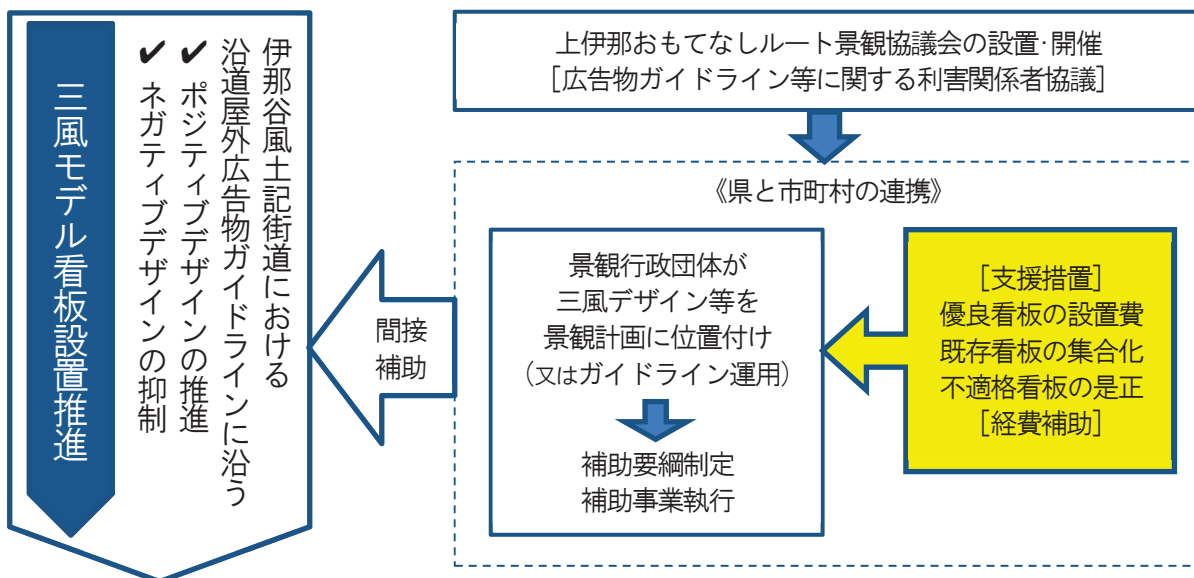 上伊那おもてなしルート景観協議会の設置･開催
［広告物ガイドライン等に関する利害関係者協議］
《県と市町村の連携》
［支援措置］
優良看板の設置費
既存看板の集合化
不適格看板の是正
［経費補助］
景観行政団体が
三風デザイン等を
景観計画に位置付け
（又はガイドライン運用）
補助要綱制定
補助事業執行
間接
補助
伊那谷風土記街道における
沿道屋外広告物ガイドラインに沿う
✔ ポジティブデザインの推進
✔ ネガティブデザインの抑制
三風モデル看板設置推進